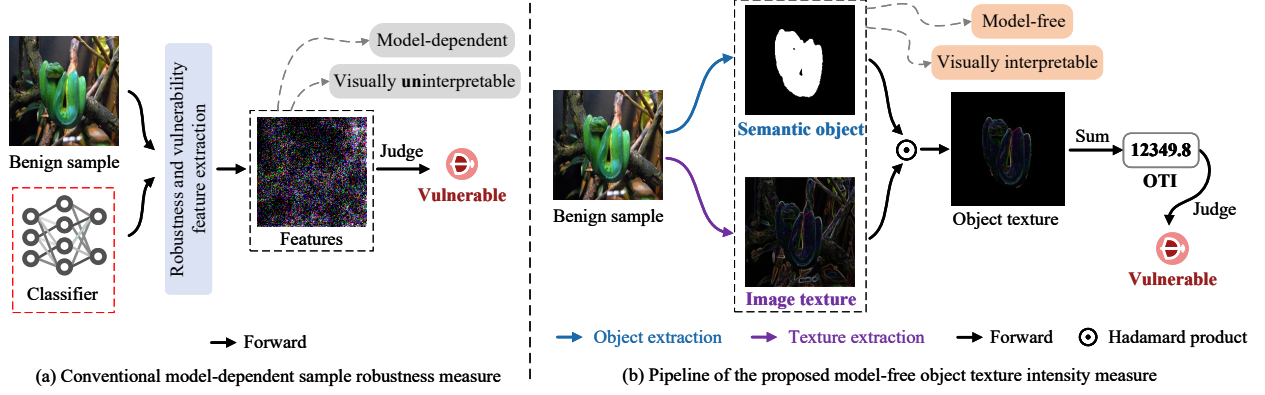 Model-dependent
Visually uninterpretable
Benign sample
Robustness and vulnerability
feature extraction
Classifier
Features
Judge
Vulnerable
Forward
(a) Conventional model-dependent sample robustness measure
Model-free
Visually interpretable
Benign sample
Semantic object
Image texture
Object texture
Sum
12349.8
OTI
Judge
Vulnerable
Object extraction
Texture extraction
Forward
Hadamard product
(b) Pipeline of the proposed model-free object texture intensity measure